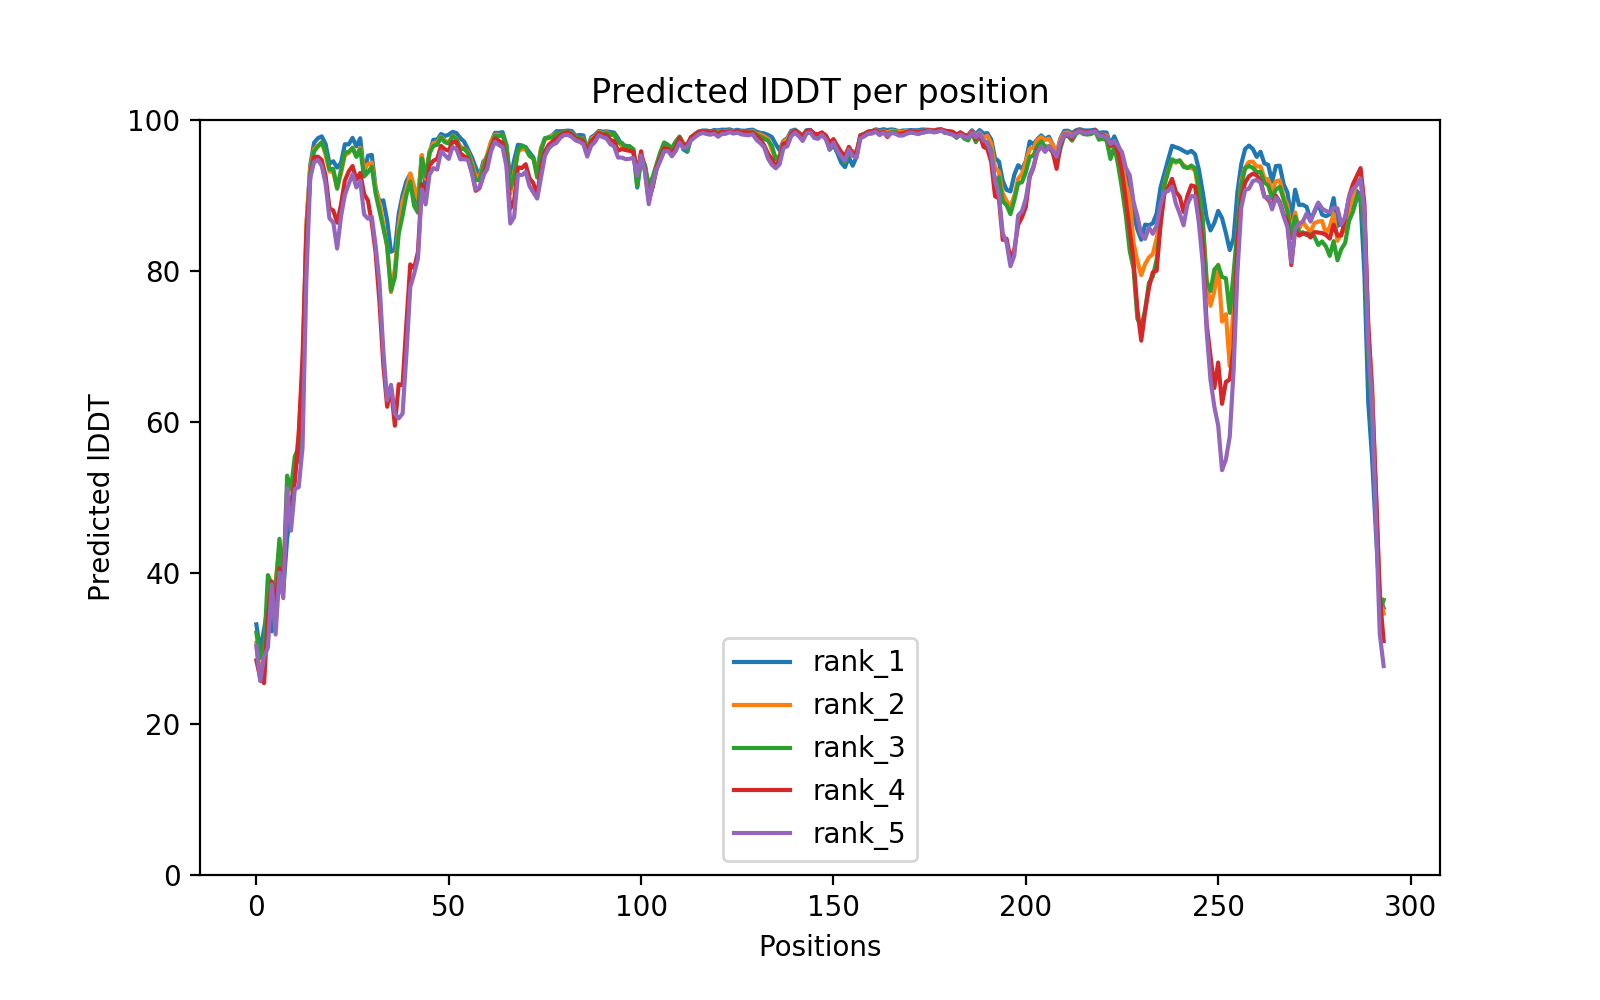 Predicted lDDT per position
100
80
60
40
20
0
Predicted lDDT
rank_1
rank_2
rank_3
rank_4
rank_5
0 50 100 150 200 250 300
Positions